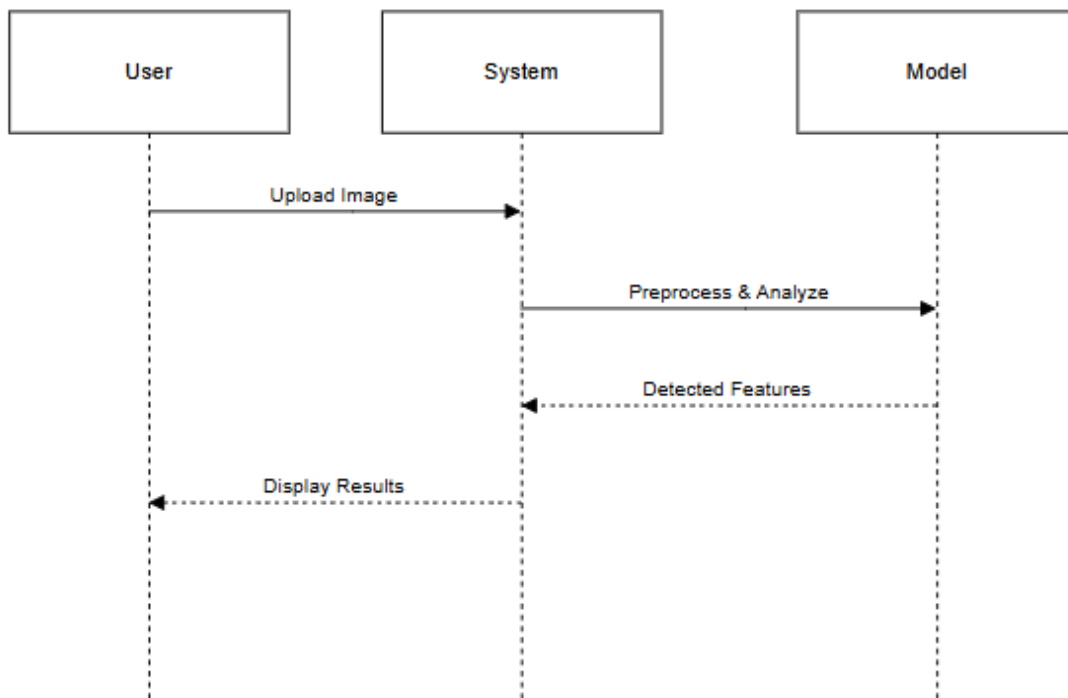 User
System
Model
Upload Image
Preprocess & Analyze
Detected Features
Display Results